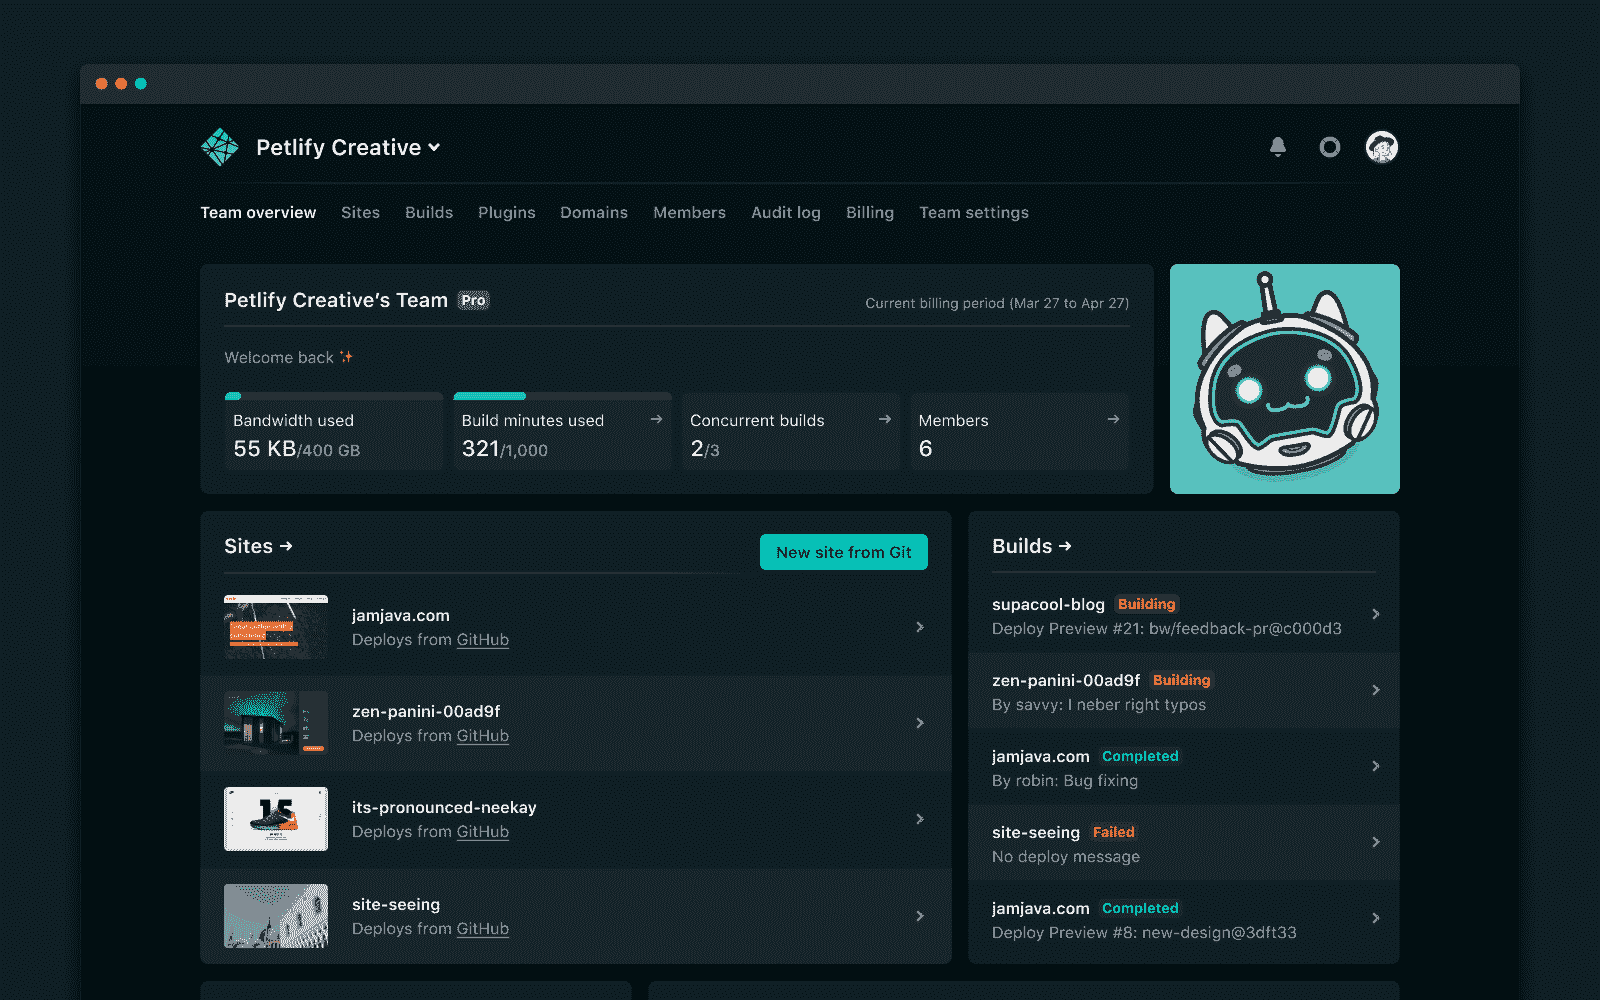 Petlify Creative
Team overview Sites Builds Plugins Domains Members Audit log Billing Team settings
Petlify Creative's Team Pro
Current billing period (Mar 27 to Apr 27)
Welcome back
Bandwidth used
55 KB/400 GB
Build minutes used →
321/1,000
Concurrent builds →
2/3
Members →
6
Sites →
New site from Git
jamjava.com
Deploys from GitHub
zen-panini-00ad9f
Deploys from GitHub
its-pronounced-neekay
Deploys from GitHub
site-seeing
Deploys from GitHub
Builds →
supacool-blog Building
Deploy Preview #21: bw/feedback-pr@c000d3
zen-panini-00ad9f Building
By savvy: I neber right typos
jamjava.com Completed
By robin: Bug fixing
site-seeing Failed
No deploy message
jamjava.com Completed
Deploy Preview #8: new-design@3dft33